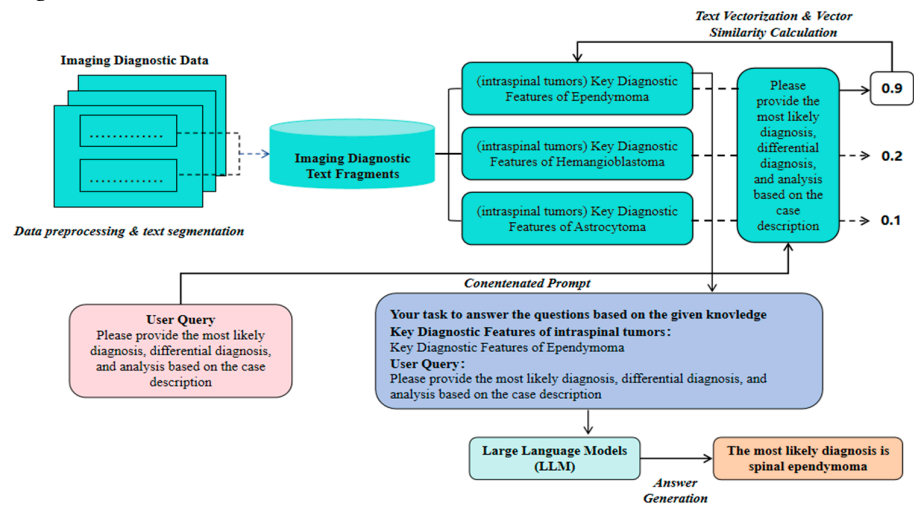 Text Vectorization & Vector
Similarity Calculation
Imaging Diagnostic Data
............
............
Data preprocessing & text segmentation
Imaging Diagnostic
Text Fragments
(intraspinal tumors) Key Diagnostic
Features of Ependymoma
(intraspinal tumors) Key Diagnostic
Features of Hemangioblastoma
(intraspinal tumors) Key Diagnostic
Features of Astrocytoma
Please
provide the
most likely
diagnosis,
differential
diagnosis,
and analysis
based on the
case
description
0.9
0.2
0.1
Conentenated Prompt
User Query
Please provide the most likely
diagnosis, differential diagnosis,
and analysis based on the case
description
Your task to answer the questions based on the given knowledge
Key Diagnostic Features of intraspinal tumors:
Key Diagnostic Features of Ependymoma
User Query:
Please provide the most likely diagnosis, differential diagnosis, and
analysis based on the case description
Large Language Models
(LLM)
Answer
Generation
The most likely diagnosis is
spinal ependymoma